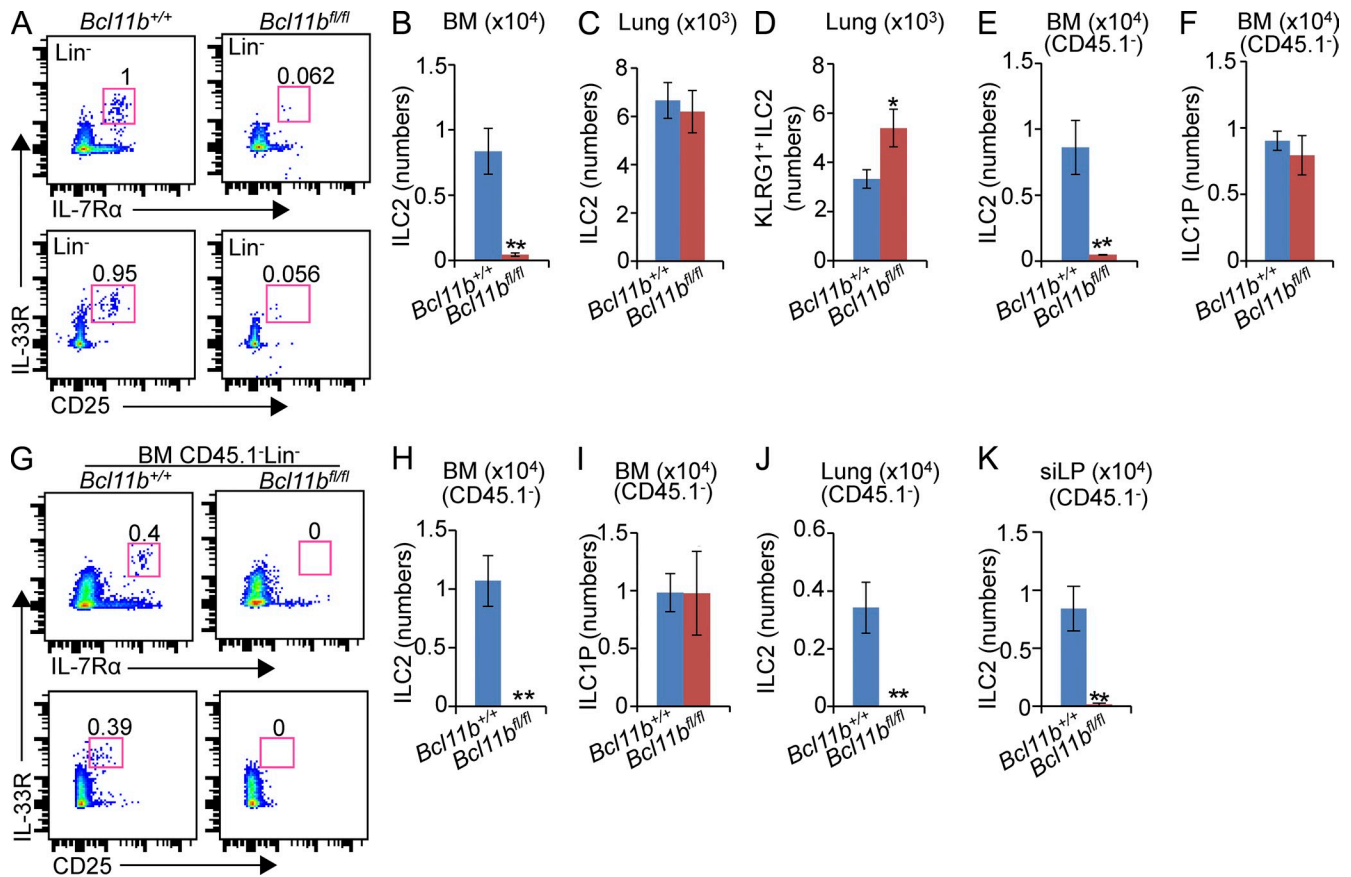 A
Bcl11b+/+
Bcl11bfl/fl
Lin-
1
Lin-
0.062
IL-7Rα
Lin-
0.95
Lin-
0.056
IL-33R
CD25
B
BM (x10⁴)
ILC2 (numbers)
1.5
1
0.5
0
**
Bcl11b+/+
Bcl11bfl/fl
C
Lung (x10³)
ILC2 (numbers)
8
6
4
2
0
Bcl11b+/+
Bcl11bfl/fl
D
Lung (x10³)
KLRG1+ ILC2
(numbers)
8
6
4
2
0
*
Bcl11b+/+
Bcl11bfl/fl
E
BM (x10⁴)
(CD45.1-)
ILC2 (numbers)
1.5
1
0.5
0
**
Bcl11b+/+
Bcl11bfl/fl
F
BM (x10⁴)
(CD45.1-)
ILC1P (numbers)
1.5
1
0.5
0
Bcl11b+/+
Bcl11bfl/fl
G
BM CD45.1-Lin-
Bcl11b+/+
Bcl11bfl/fl
0.4
0
IL-7Rα
0.39
0
IL-33R
CD25
H
BM (x10⁴)
(CD45.1-)
ILC2 (numbers)
1.5
1
0.5
0
**
Bcl11b+/+
Bcl11bfl/fl
I
BM (x10⁴)
(CD45.1-)
ILC1P (numbers)
1.5
1
0.5
0
Bcl11b+/+
Bcl11bfl/fl
J
Lung (x10⁴)
(CD45.1-)
ILC2 (numbers)
0.6
0.4
0.2
0
**
Bcl11b+/+
Bcl11bfl/fl
K
siLP (x10⁴)
(CD45.1-)
ILC2 (numbers)
1.5
1
0.5
0
**
Bcl11b+/+
Bcl11bfl/fl